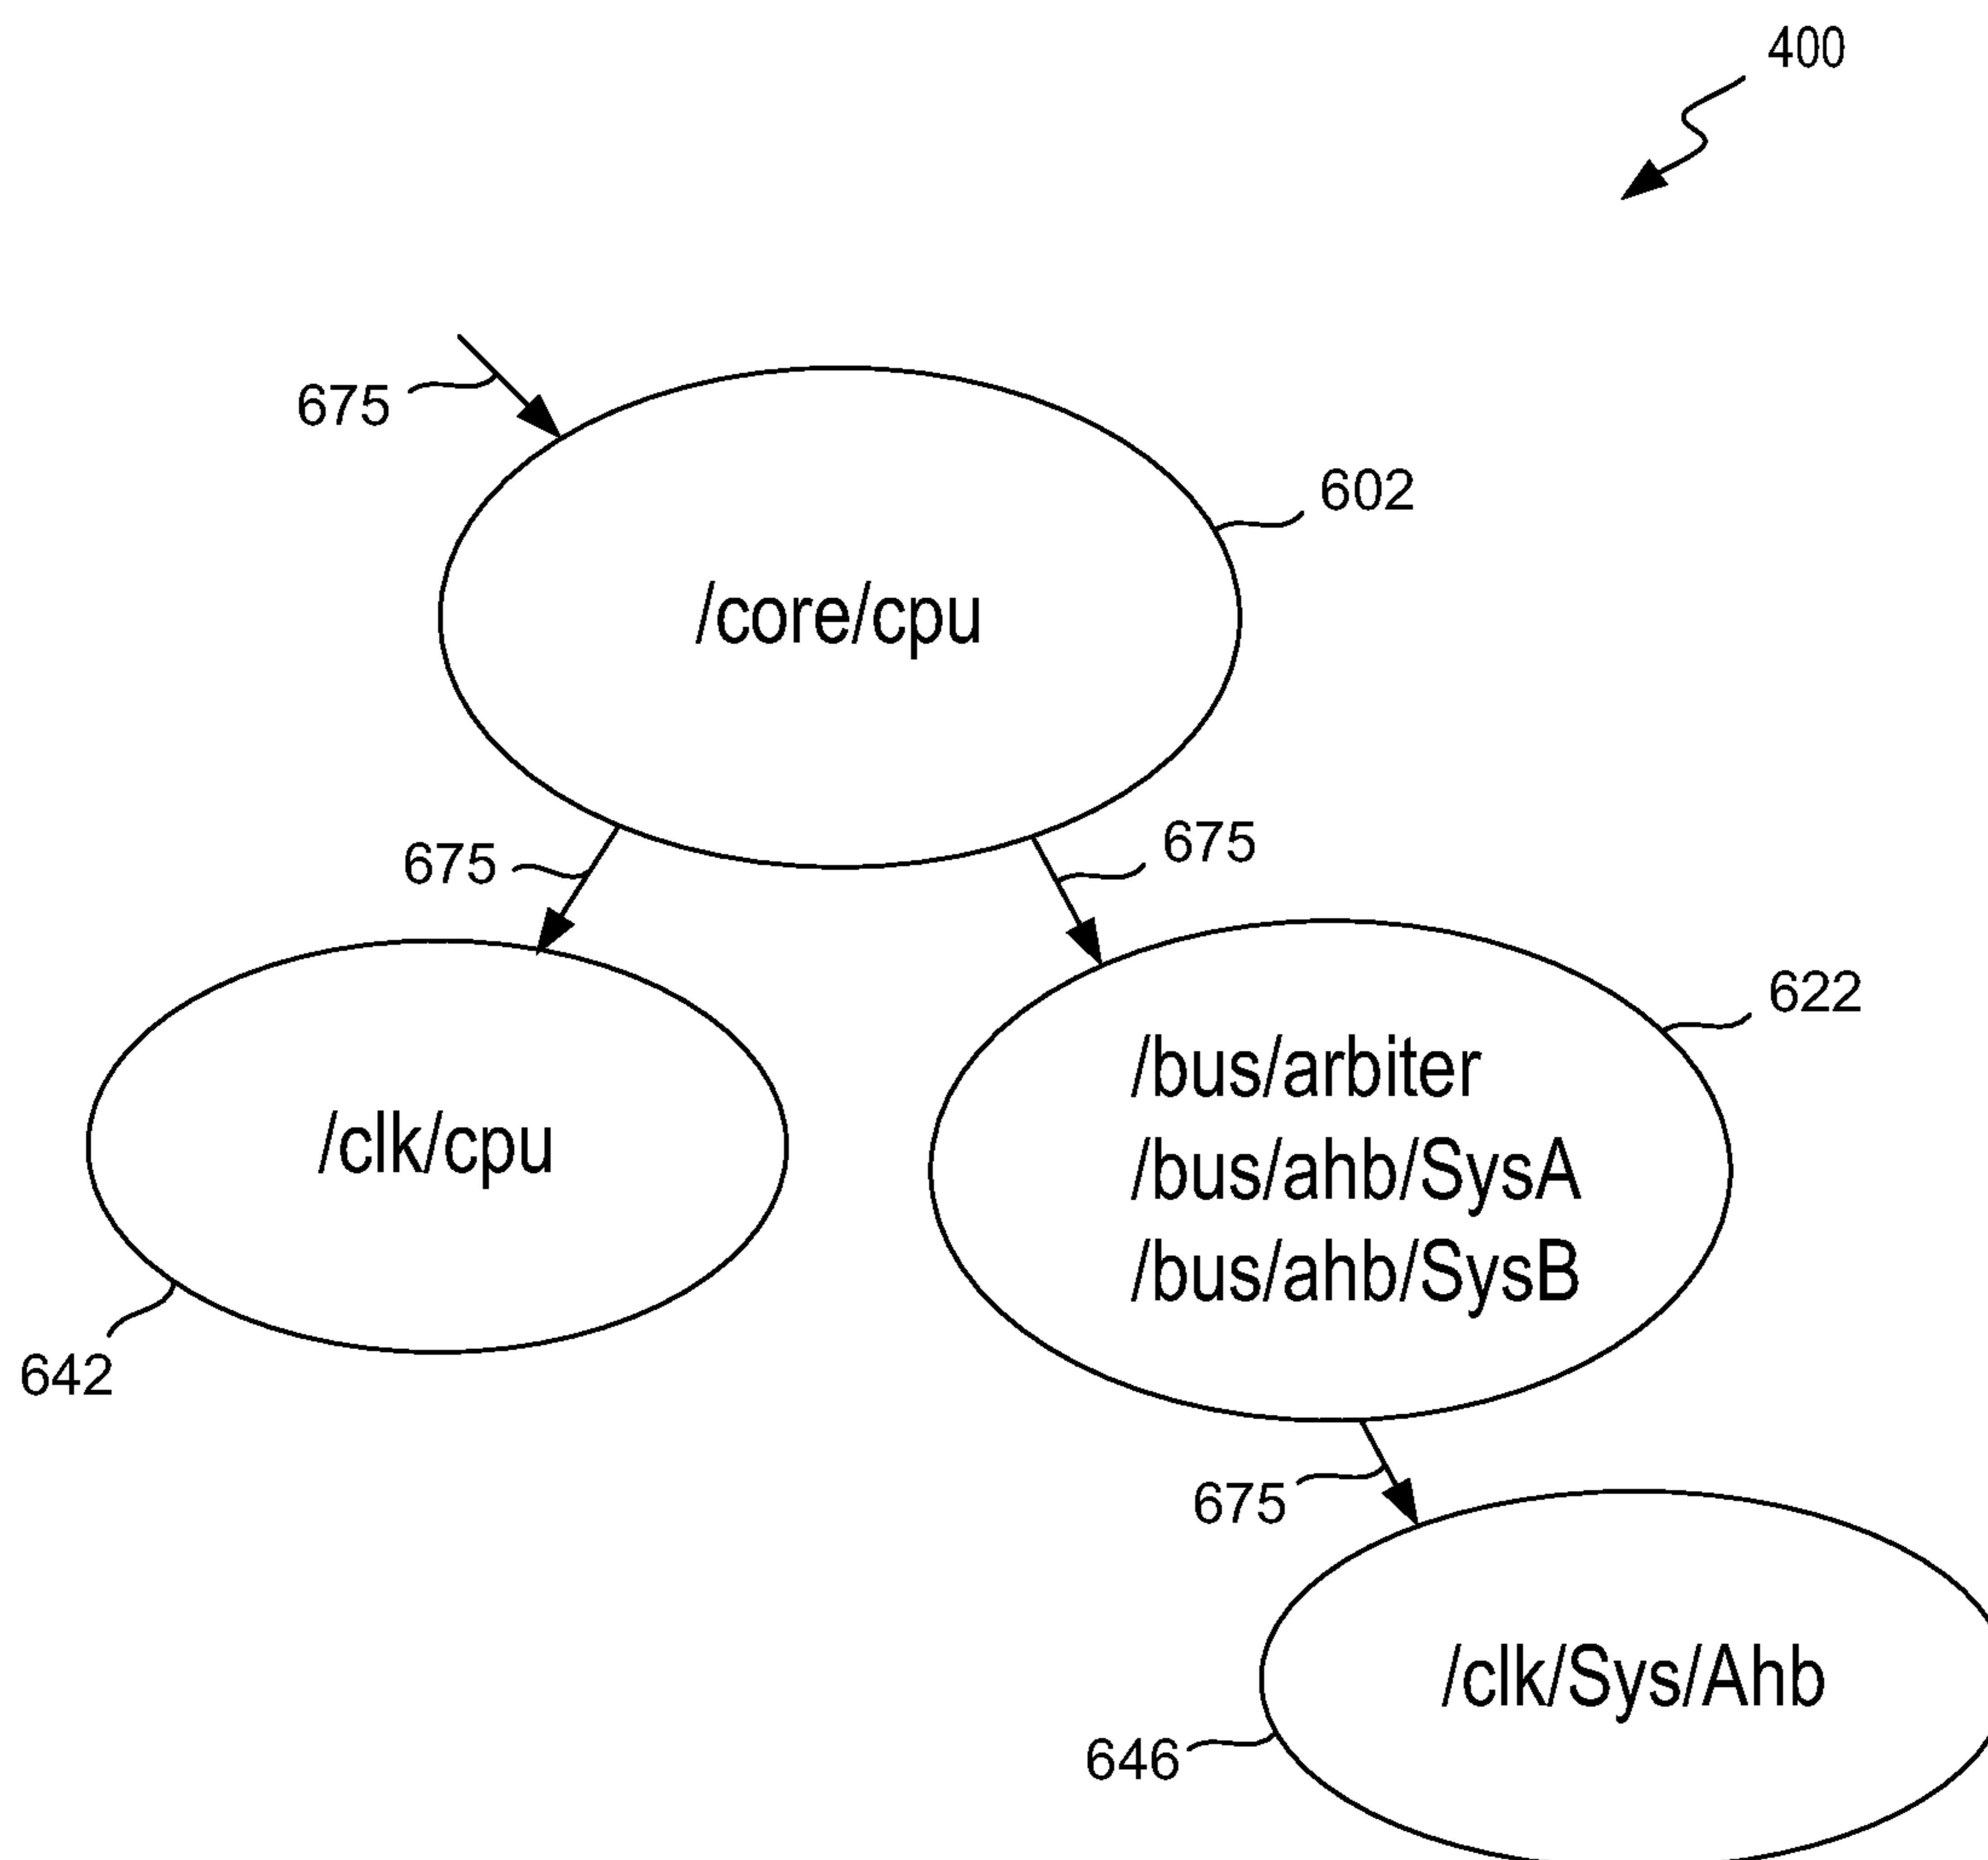 400
675
602
/core/cpu
675
675
622
/bus/arbiter
/clk/cpu
/bus/ahb/SysA
/bus/ahb/SysB
642
675
/clk/Sys/Ahb
646